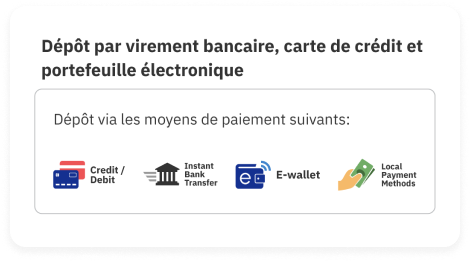 Dépôt par virement bancaire, carte de crédit et
portefeuille électronique
Dépôt via les moyens de paiement suivants:
Credit /
Debit
Instant
Bank
Transfer
e
E-wallet
Local
Payment
Methods